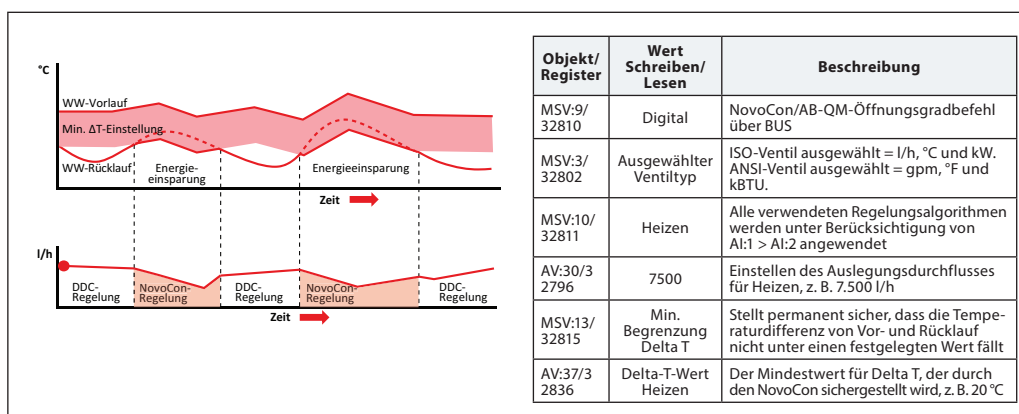 °C
WW-Vorlauf
Min. ΔT-Einstellung
WW-Rücklauf
Energie-
einsparung
Energieeinsparung
Zeit
l/h
DDC-
Regelung
NovoCon-
Regelung
DDC-
Regelung
NovoCon-
Regelung
DDC-
Regelung
Zeit
Objekt/
Register
Wert
Schreiben/
Lesen
Beschreibung
MSV:9/
32810
Digital
NovoCon/AB-QM-Öffnungsgradbefehl
über BUS
MSV:3/
32802
Ausgewählter
Ventiltyp
ISO-Ventil ausgewählt = l/h, °C und kW.
ANSI-Ventil ausgewählt = gpm, °F und
kBTU.
MSV:10/
32811
Heizen
Alle verwendeten Regelungsalgorithmen
werden unter Berücksichtigung von
AI:1 > AI:2 angewendet
AV:30/3
2796
7500
Einstellen des Auslegungsdurchflusses
für Heizen, z. B. 7.500 l/h
MSV:13/
32815
Min.
Begrenzung
Delta T
Stellt permanent sicher, dass die Tempe-
raturdifferenz von Vor- und Rücklauf
nicht unter einen festgelegten Wert fällt
AV:37/3
2836
Delta-T-Wert
Heizen
Der Mindestwert für Delta T, der durch
den NovoCon sichergestellt wird, z. B. 20 °C